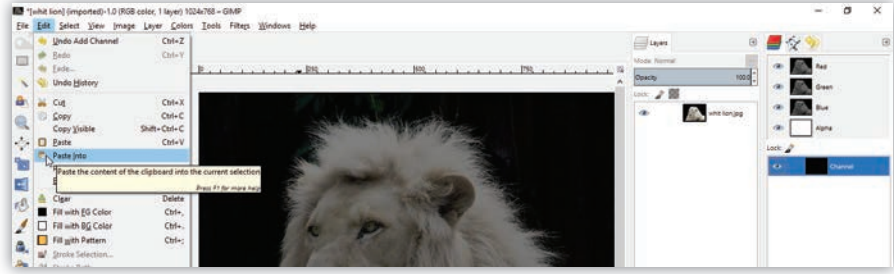 *[whit lion] (imported)-1.0 (RGB color, 1 layer) 1024x768 – GIMP
File Edit Select View Image Layer Colors Tools Filters Windows Help
Undo Add Channel Ctrl+Z
Redo Ctrl+Y
Fade...
Undo History
Cut Ctrl+X
Copy Ctrl+C
Copy Visible Shift+Ctrl+C
Paste Ctrl+V
Paste Into
Paste the content of the clipboard into the current selection
Press F1 for more help
Clear Delete
Fill with FG Color Ctrl+,
Fill with BG Color Ctrl+.
Fill with Pattern Ctrl+;
Stroke Selection...
Layers
Mode: Normal
Opacity 100.0
Lock:
whit lion.jpg
Red
Green
Blue
Alpha
Lock:
Channel